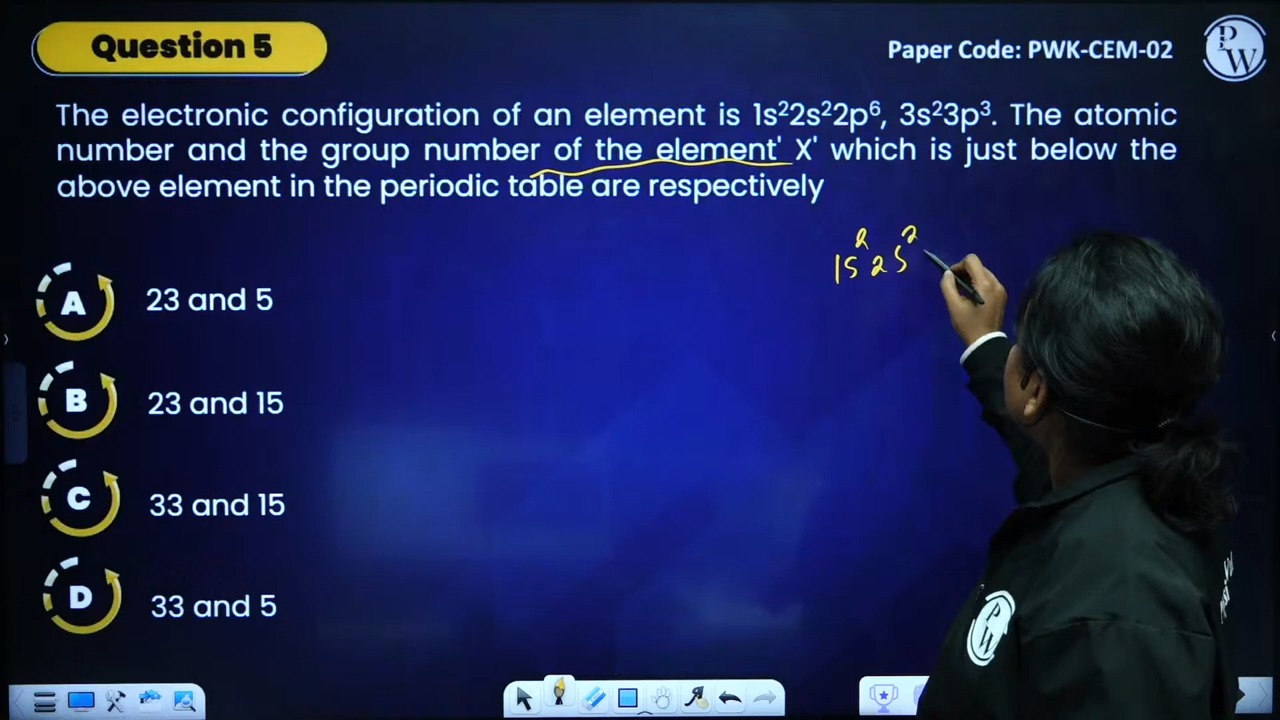 Question 5
Paper Code: PWK-CEM-02
PW
The electronic configuration of an element is 1s²2s²2p⁶, 3s²3p³. The atomic
number and the group number of the element' X' which is just below the
above element in the periodic table are respectively
1s² 2s²
A 23 and 5
B 23 and 15
C 33 and 15
D 33 and 5
PW